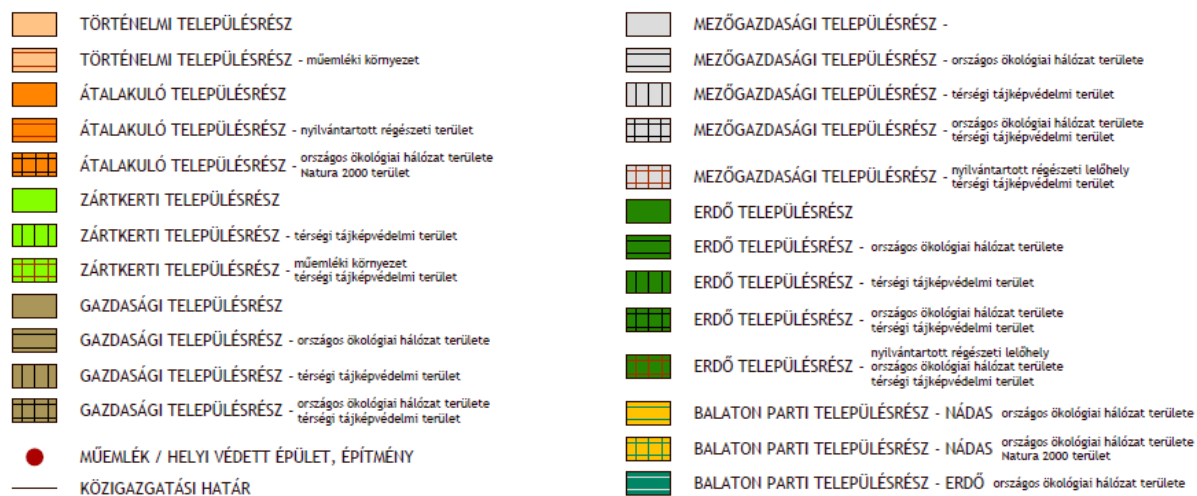 TÖRTÉNELMI TELEPÜLÉSRÉSZ
TÖRTÉNELMI TELEPÜLÉSRÉSZ - műemléki környezet
ÁTALAKULÓ TELEPÜLÉSRÉSZ
ÁTALAKULÓ TELEPÜLÉSRÉSZ - nyilvántartott régészeti terület
ÁTALAKULÓ TELEPÜLÉSRÉSZ - országos ökológiai hálózat területe
Natura 2000 terület
ZÁRTKERTI TELEPÜLÉSRÉSZ
ZÁRTKERTI TELEPÜLÉSRÉSZ - térségi tájképvédelmi terület
ZÁRTKERTI TELEPÜLÉSRÉSZ - műemléki környezet
térségi tájképvédelmi terület
GAZDASÁGI TELEPÜLÉSRÉSZ
GAZDASÁGI TELEPÜLÉSRÉSZ - országos ökológiai hálózat területe
GAZDASÁGI TELEPÜLÉSRÉSZ - térségi tájképvédelmi terület
GAZDASÁGI TELEPÜLÉSRÉSZ - országos ökológiai hálózat területe
térségi tájképvédelmi terület
MŰEMLÉK / HELYI VÉDETT ÉPÜLET, ÉPÍTMÉNY
KÖZIGAZGATÁSI HATÁR
MEZŐGAZDASÁGI TELEPÜLÉSRÉSZ -
MEZŐGAZDASÁGI TELEPÜLÉSRÉSZ - országos ökológiai hálózat területe
MEZŐGAZDASÁGI TELEPÜLÉSRÉSZ - térségi tájképvédelmi terület
MEZŐGAZDASÁGI TELEPÜLÉSRÉSZ - országos ökológiai hálózat területe
térségi tájképvédelmi terület
MEZŐGAZDASÁGI TELEPÜLÉSRÉSZ - nyilvántartott régészeti lelőhely
térségi tájképvédelmi terület
ERDŐ TELEPÜLÉSRÉSZ
ERDŐ TELEPÜLÉSRÉSZ - országos ökológiai hálózat területe
ERDŐ TELEPÜLÉSRÉSZ - térségi tájképvédelmi terület
ERDŐ TELEPÜLÉSRÉSZ - országos ökológiai hálózat területe
térségi tájképvédelmi terület
nyilvántartott régészeti lelőhely
ERDŐ TELEPÜLÉSRÉSZ - országos ökológiai hálózat területe
térségi tájképvédelmi terület
BALATON PARTI TELEPÜLÉSRÉSZ - NÁDAS országos ökológiai hálózat területe
BALATON PARTI TELEPÜLÉSRÉSZ - NÁDAS országos ökológiai hálózat területe
Natura 2000 terület
BALATON PARTI TELEPÜLÉSRÉSZ - ERDŐ országos ökológiai hálózat területe